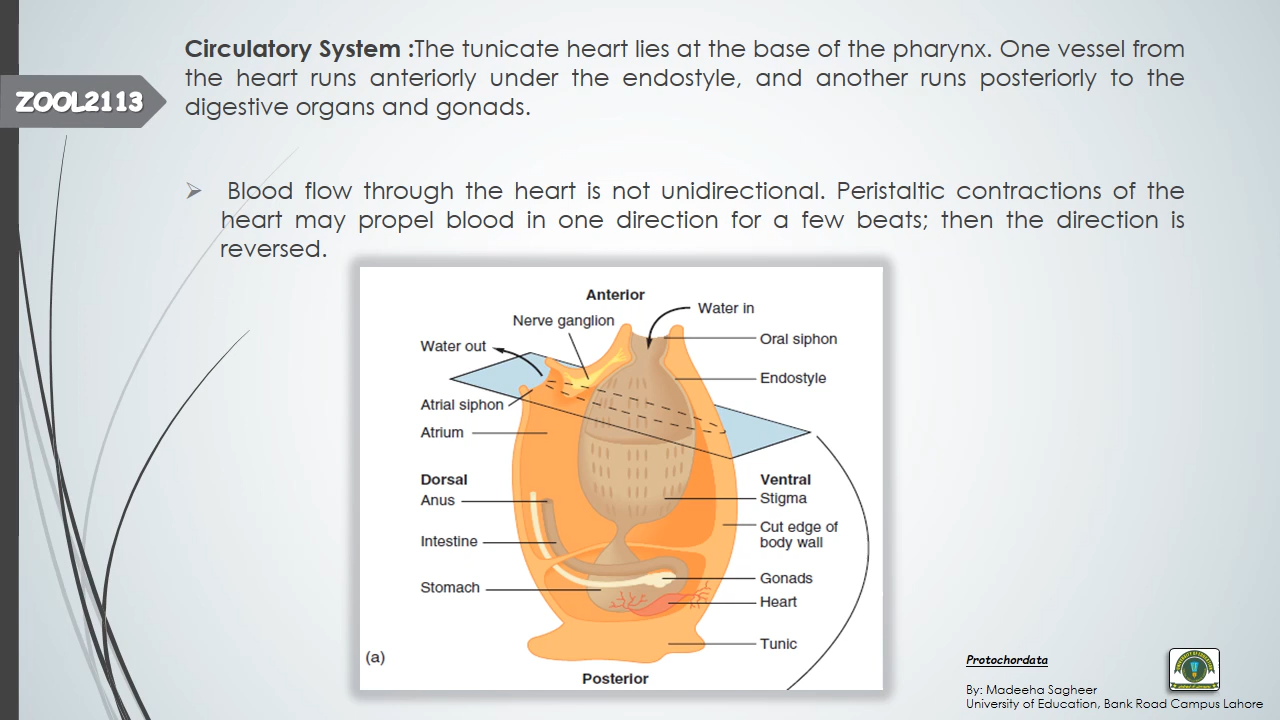 Circulatory System :The tunicate heart lies at the base of the pharynx. One vessel from
the heart runs anteriorly under the endostyle, and another runs posteriorly to the
digestive organs and gonads.
ZOOL2113
Blood flow through the heart is not unidirectional. Peristaltic contractions of the
heart may propel blood in one direction for a few beats; then the direction is
reversed.
Anterior
Water in
Nerve ganglion
Oral siphon
Water out
Endostyle
Atrial siphon
Atrium
Dorsal
Ventral
Anus
Stigma
Cut edge of
body wall
Intestine
Gonads
Stomach
Heart
Tunic
(a)
Posterior
Protochordata
By: Madeeha Sagheer
University of Education, Bank Road Campus Lahore